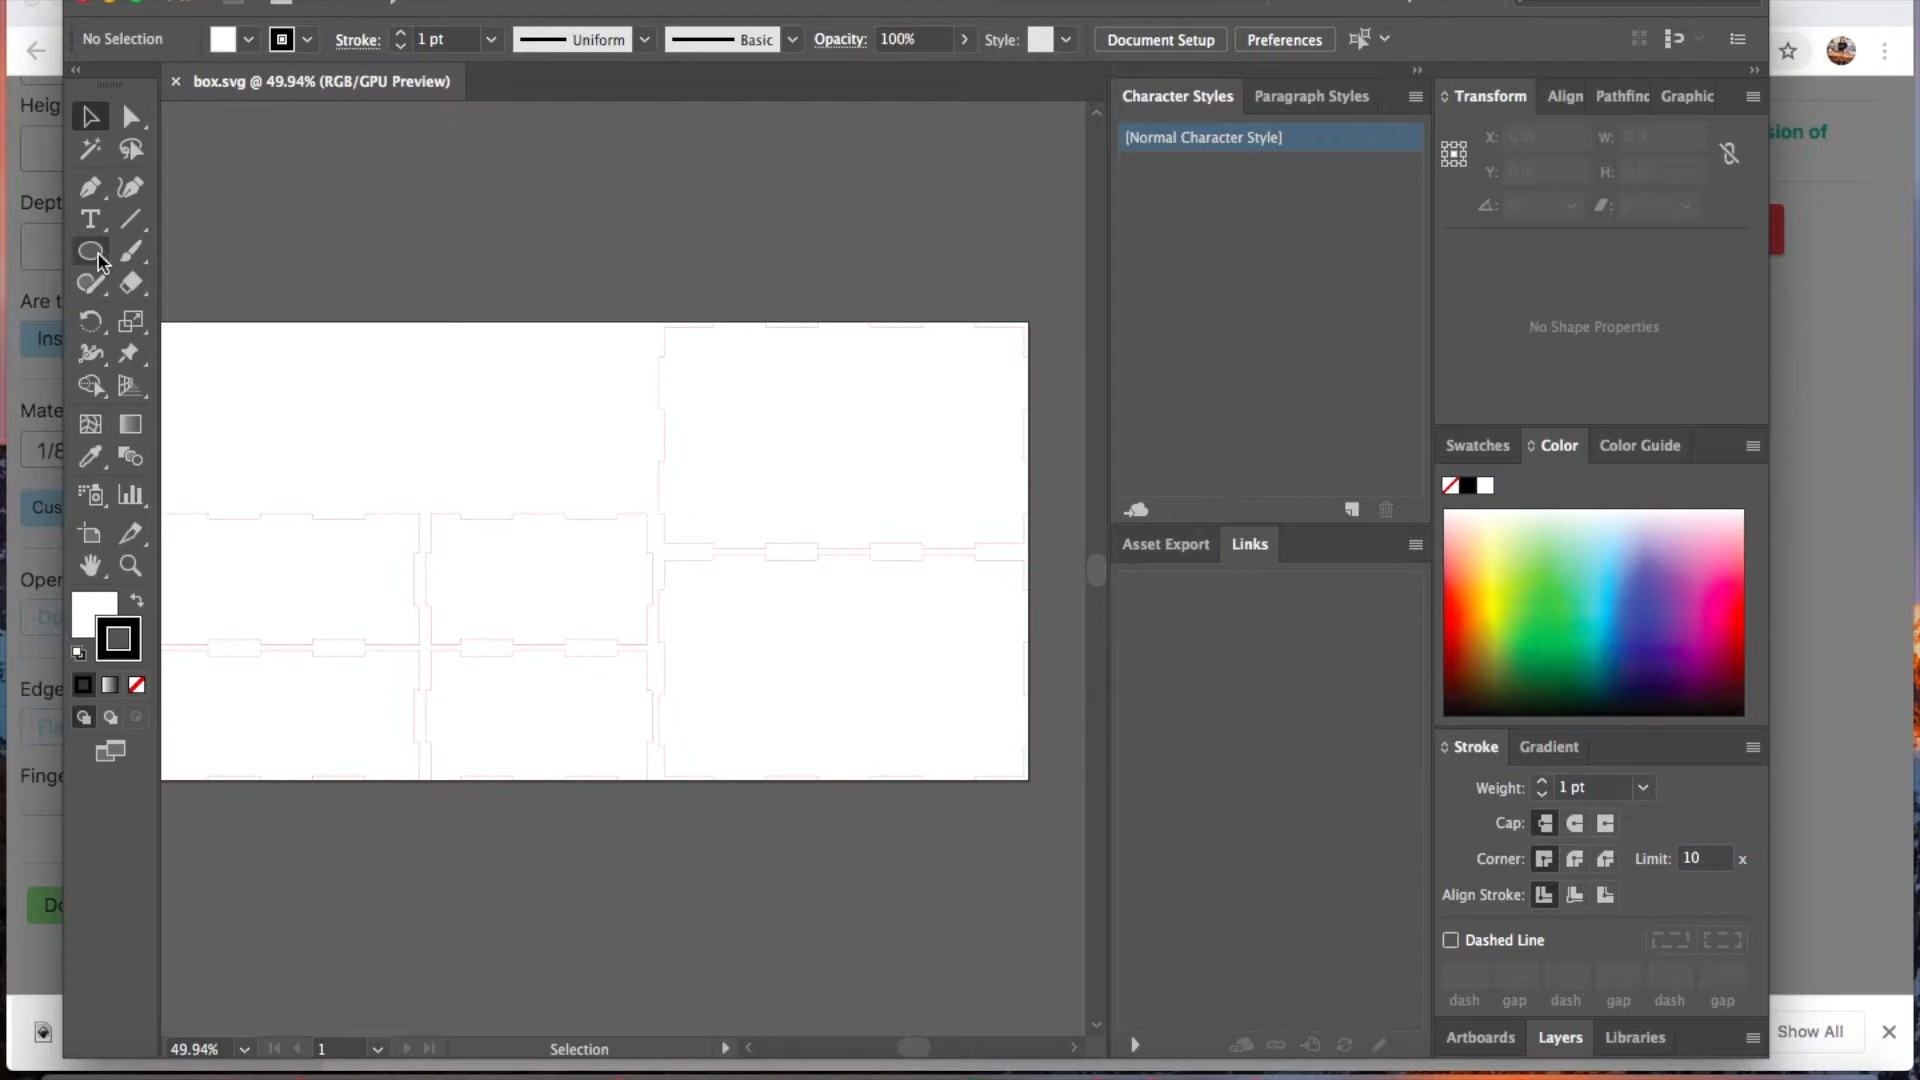 No Selection
Stroke: 1 pt
Uniform
Basic
Opacity: 100%
Style:
Document Setup
Preferences
× box.svg @ 49.94% (RGB/GPU Preview)
Character Styles
Paragraph Styles
[Normal Character Style]
Asset Export
Links
Transform
Align
Pathfinc
Graphic
X:
W:
Y:
H:
No Shape Properties
Swatches
Color
Color Guide
Stroke
Gradient
Weight: 1 pt
Cap:
Corner:
Limit: 10 x
Align Stroke:
Dashed Line
dash gap dash gap dash gap
Artboards
Layers
Libraries
49.94%
1
Selection
Heig
Dept
Are t
Ins
Mate
1/8
Cus
Oper
Op
Edge
Fla
Finge
Do
sion of
Show All